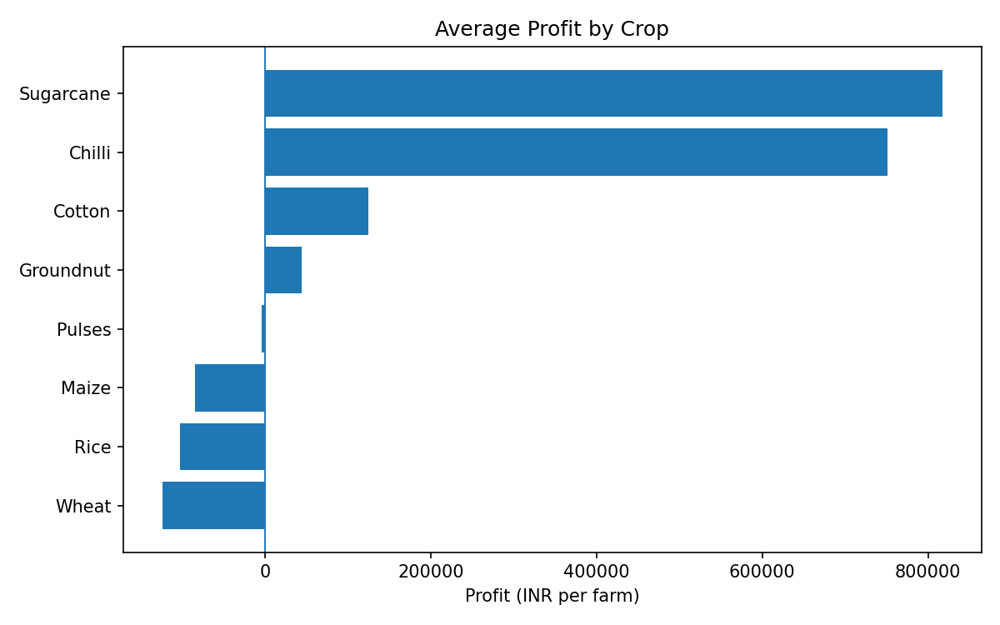 Average Profit by Crop
Sugarcane
Chilli
Cotton
Groundnut
Pulses
Maize
Rice
Wheat
0 200000 400000 600000 800000
Profit (INR per farm)